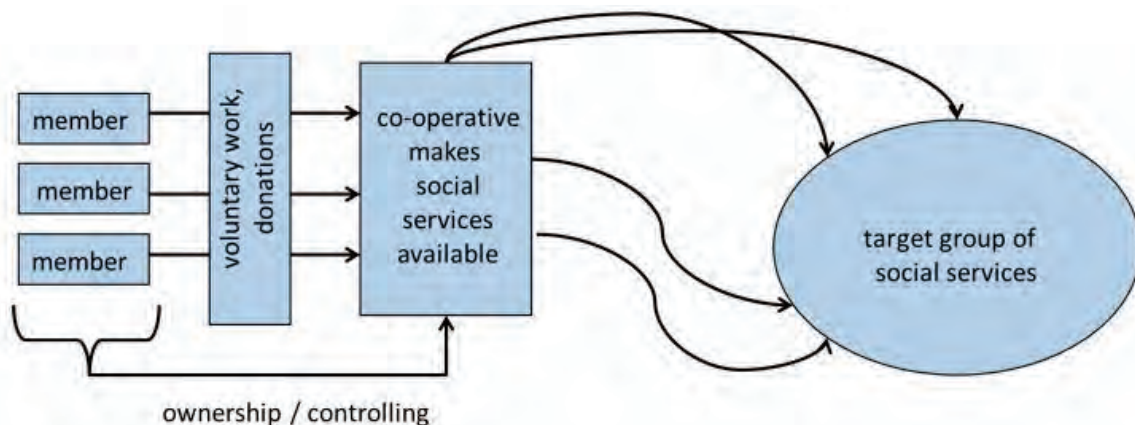 member
member
member
voluntary work,
donations
co-operative
makes
social
services
available
target group of
social services
ownership / controlling